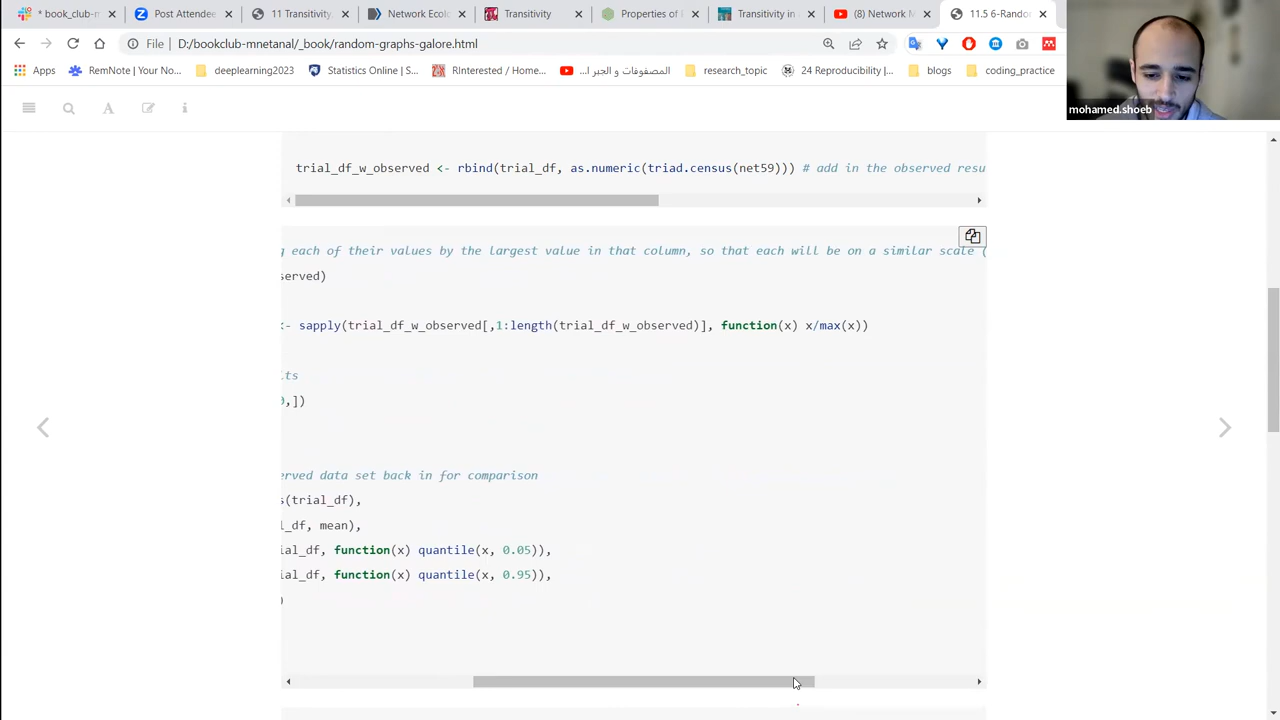 * book_club-m
Post Attendee
11 Transitivity,
Network Ecol
Transitivity
Properties of
Transitivity in
(8) Network M
11.5 6-Rando
File
D:/bookclub/nnetanal/_book/random-graphs-galore.html
Apps
RemNote | Your No...
deeplearning2023
Statistics Online | S...
RInterested / Home...
المصفوفات و الجبر ا...
research_topic
24 Reproducibility |...
blogs
coding_practice
mohamed.shoeb
trial_df_w_observed <- rbind(trial_df, as.numeric(triad.census(net59))) # add in the observed resu
g each of their values by the largest value in that column, so that each will be on a similar scale (
served)
<- sapply(trial_df_w_observed[,1:length(trial_df_w_observed)], function(x) x/max(x))
its
0,])
erved data set back in for comparison
s(trial_df),
l_df, mean),
ial_df, function(x) quantile(x, 0.05)),
ial_df, function(x) quantile(x, 0.95)),
)